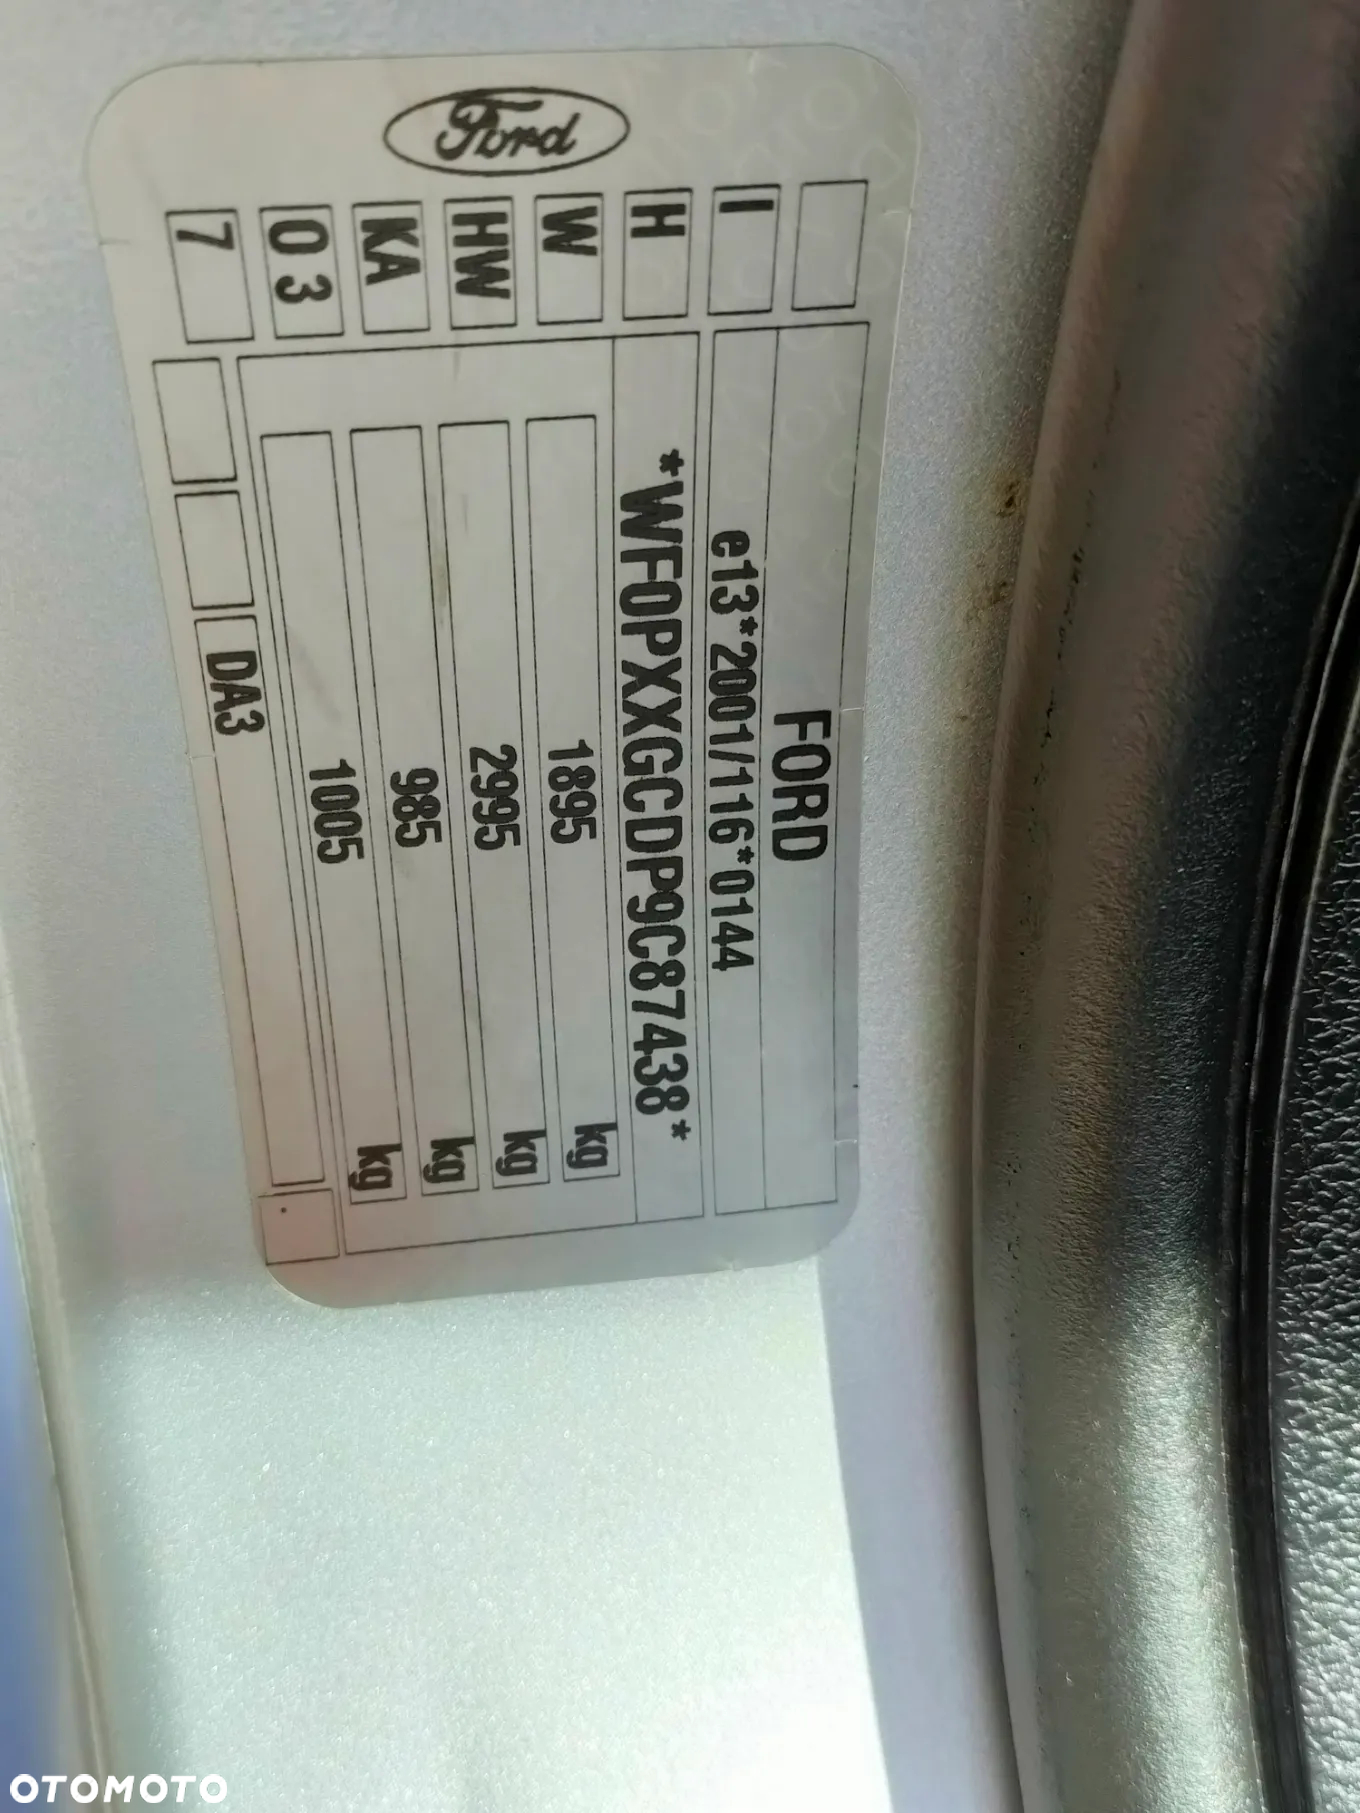 Ford
FORD
I
e13*2001/116*0144
H
*WF0PXXGCDP9C87438*
W
1895 kg
HW
2995 kg
KA
985 kg
0 3
1005 kg
7
DA3
OTOMOTO